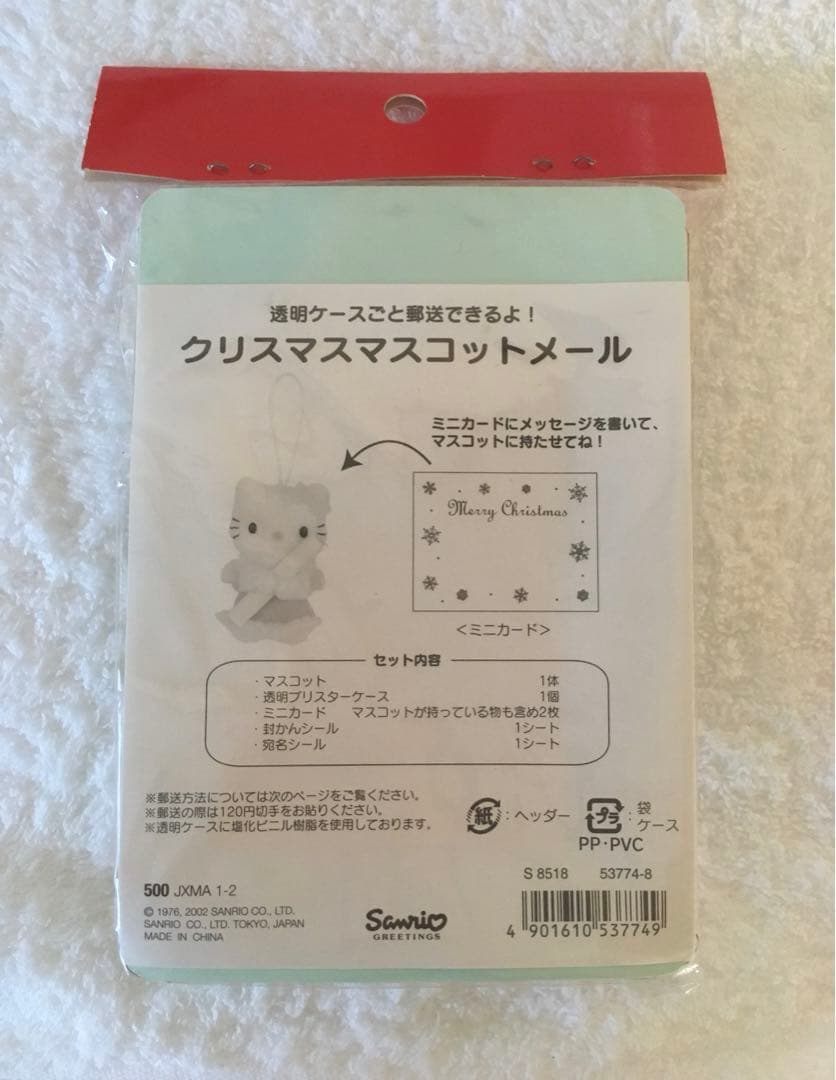 透明ケースごと郵送できるよ!
クリスマスマスコットメール
ミニカードにメッセージを書いて、
マスコットに持たせてね!
Merry Christmas
<ミニカード>
セット内容
・マスコット 1体
・透明ブリスターケース 1個
・ミニカード マスコットが持っている物も含め2枚
・封かんシール 1シート
・宛名シール 1シート
※郵送方法については次のページをご覧ください。
※郵送の際は120円切手をお貼りください。
※透明ケースに塩化ビニル樹脂を使用しております。
紙:ヘッダー
プラ:袋 ケース
PP・PVC
S 8518 53774-8
500 JXMA 1-2
© 1976, 2002 SANRIO CO., LTD.
SANRIO CO., LTD. TOKYO, JAPAN
MADE IN CHINA
Sanrio
GREETINGS
4 901610 537749